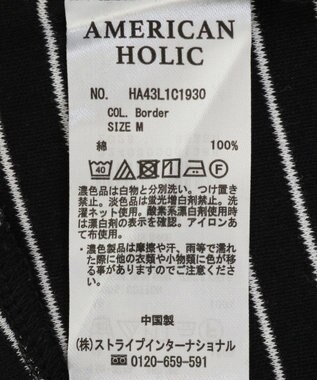 AMERICAN
HOLIC
NO. HA43L1C1930
COL. Border
SIZE M
綿 100%
40
濃色品は白物と分別洗い。つけ置き
禁止。淡色品は蛍光増白剤禁止。洗
濯ネット使用。酸素系漂白剤使用時
は漂白剤の表示を確認。アイロンあ
て布使用。
・濃色製品は摩擦や汗、雨等で濡れ
た際に他の衣類や小物類に色が移る
事がありますのでご注意ください
い。
中国製
(株)ストライプインターナショナル
0120-659-591